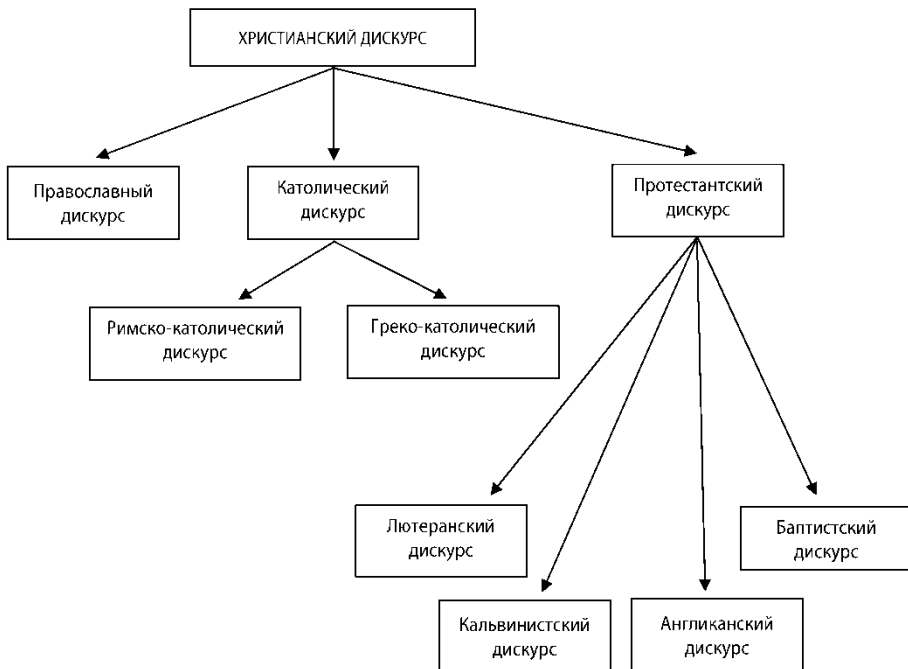 ХРИСТИАНСКИЙ ДИСКУРС
Православный
дискурс
Католический
дискурс
Протестантский
дискурс
Римско-католический
дискурс
Греко-католический
дискурс
Лютеранский
дискурс
Баптистский
дискурс
Кальвинистский
дискурс
Англиканский
дискурс